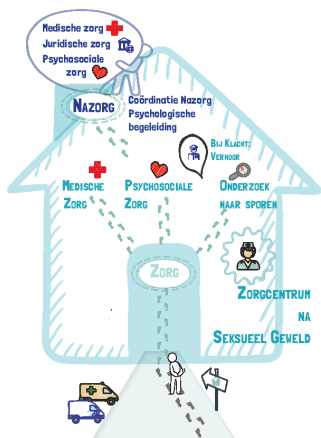 Medische zorg
Juridische zorg
Psychosociale
zorg
Nazorg
Coördinatie Nazorg
Psychologische
begeleiding
Bij Klacht:
Verhoor
Medische
Zorg
Psychosociale
Zorg
Onderzoek
naar sporen
Zorg
Zorgcentrum
na
Seksueel Geweld